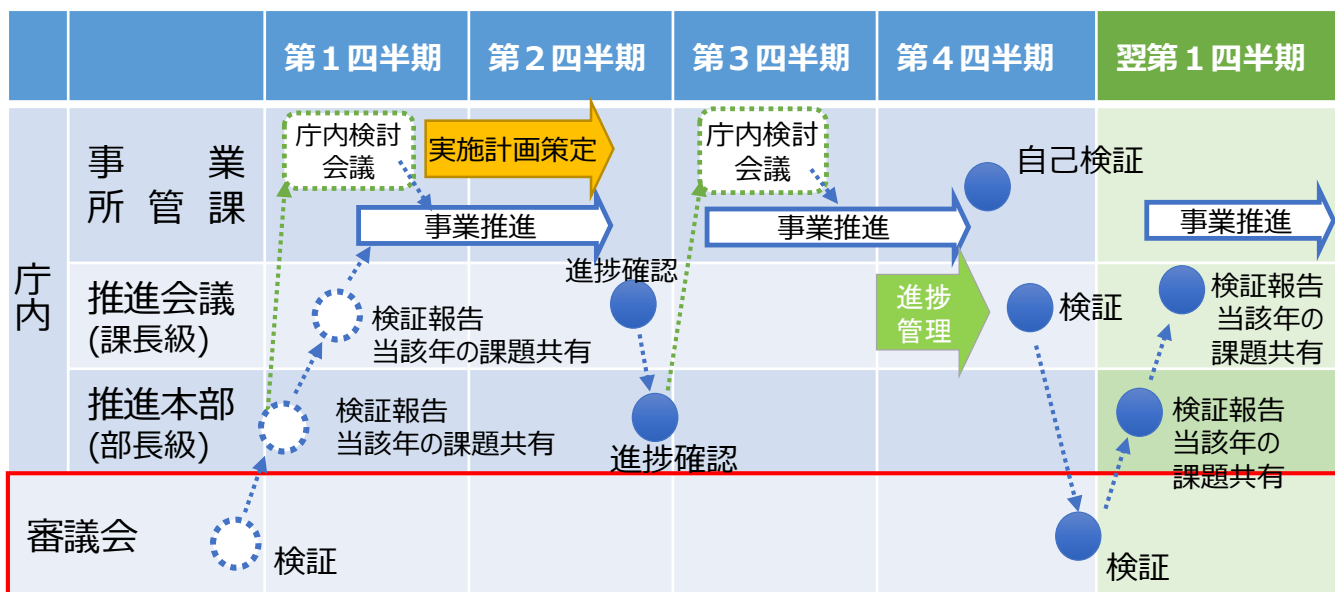 第１四半期
第２四半期
第３四半期
第４四半期
翌第１四半期
庁内
事業
所管課
庁内検討
会議
実施計画策定
事業推進
庁内検討
会議
事業推進
自己検証
事業推進
推進会議
(課長級)
検証報告
当該年の課題共有
進捗確認
進捗
管理
検証
検証報告
当該年の
課題共有
推進本部
(部長級)
検証報告
当該年の課題共有
進捗確認
検証報告
当該年の
課題共有
審議会
検証
検証